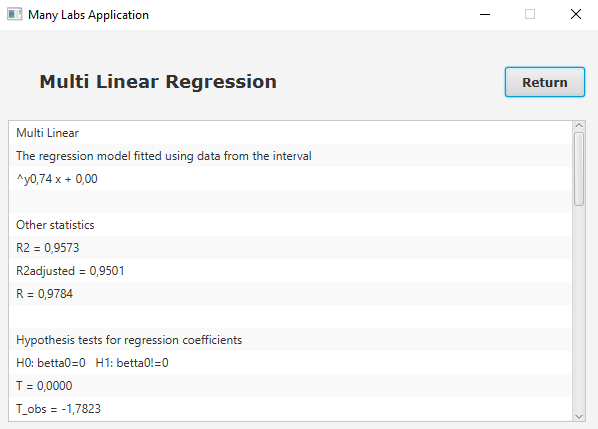 Many Labs Application
Multi Linear Regression
Return
Multi Linear
The regression model fitted using data from the interval
^y0,74 x + 0,00
Other statistics
R2 = 0,9573
R2adjusted = 0,9501
R = 0,9784
Hypothesis tests for regression coefficients
H0: betta0=0   H1: betta0!=0
T = 0,0000
T_obs = -1,7823